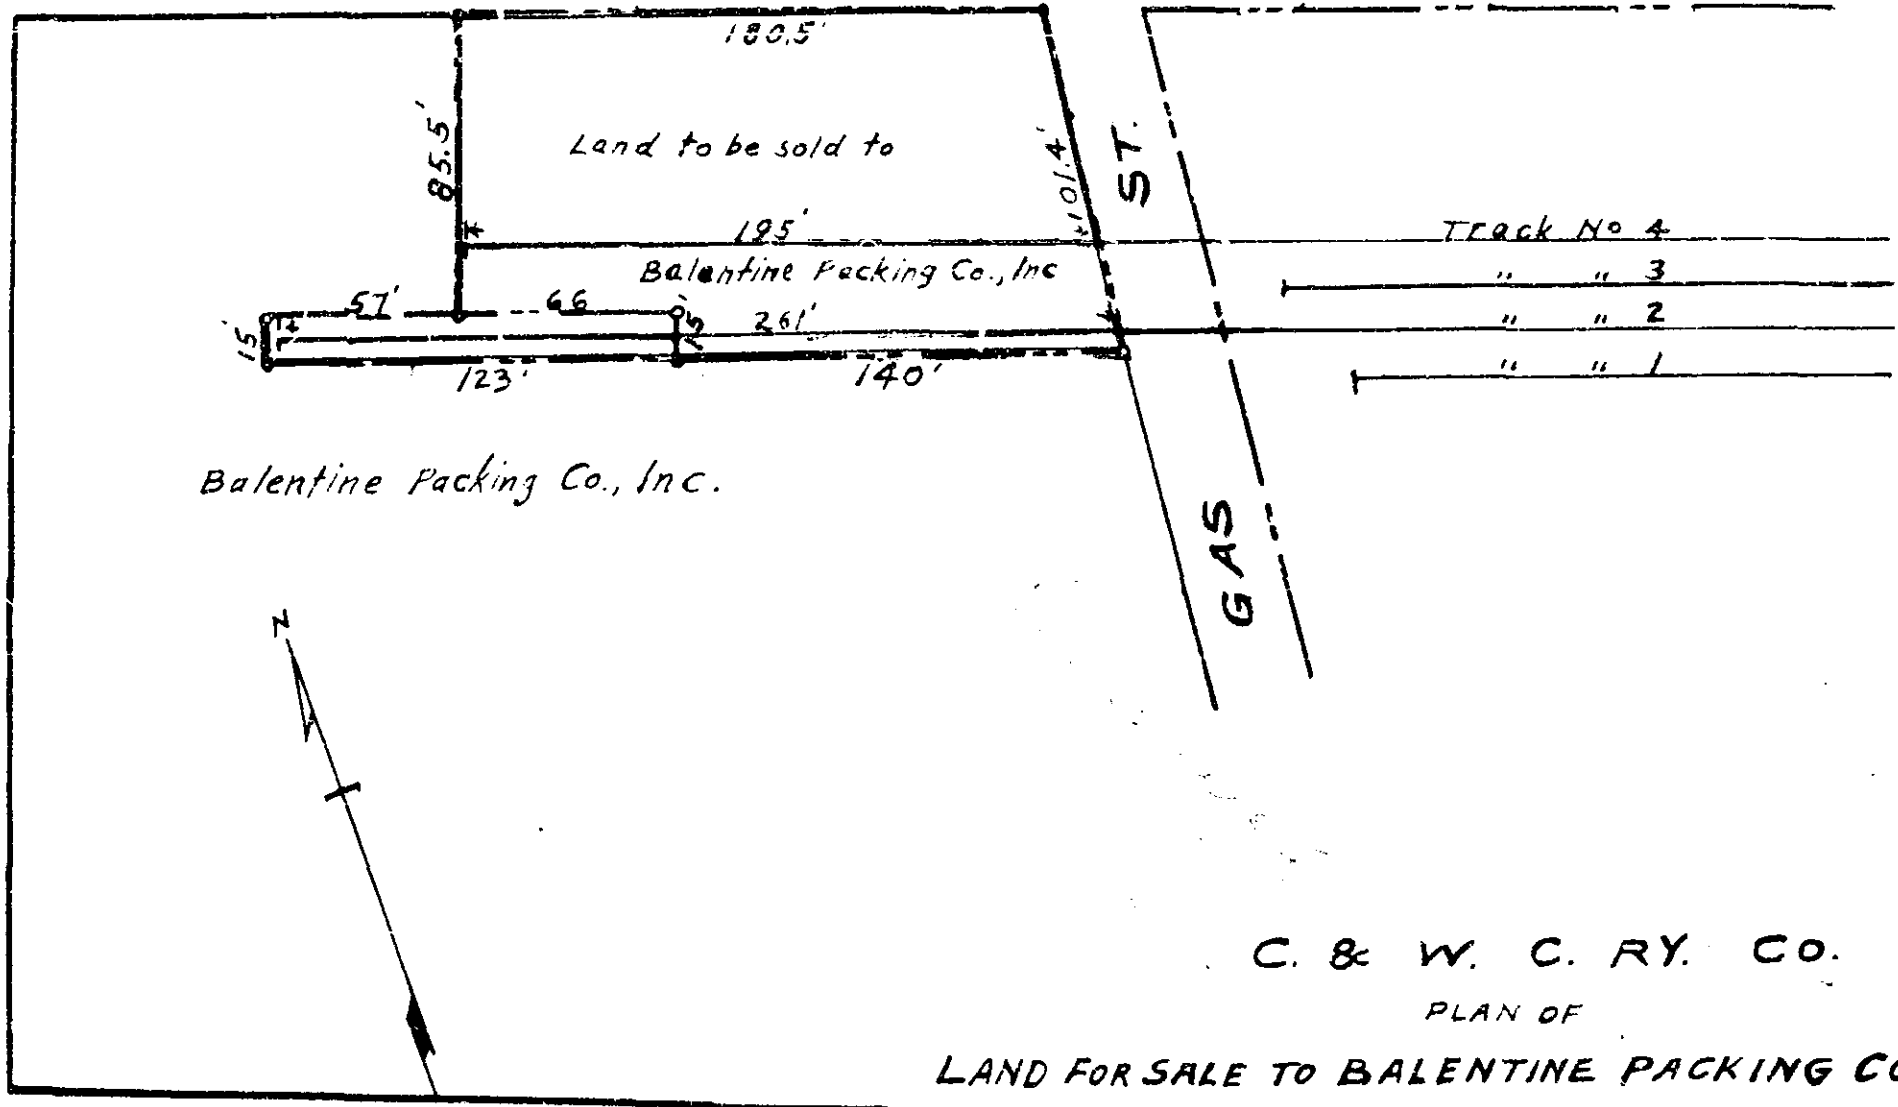 180.5'
85.5'
Land to be sold to
101.4'
ST.
195'
Track No 4
Balentine Packing Co., Inc
" " 3
57'
66
15'
15'
261'
" " 2
123'
140'
" " 1
Balentine Packing Co., Inc.
GAS
N
C. & W. C. RY. CO.
PLAN OF
LAND FOR SALE TO BALENTINE PACKING CO